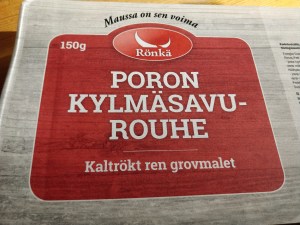 Maussa on sen voima
Rönkä
150g
PORON
KYLMÄSAVU-
ROUHE
Kaltrökt ren grovmalet